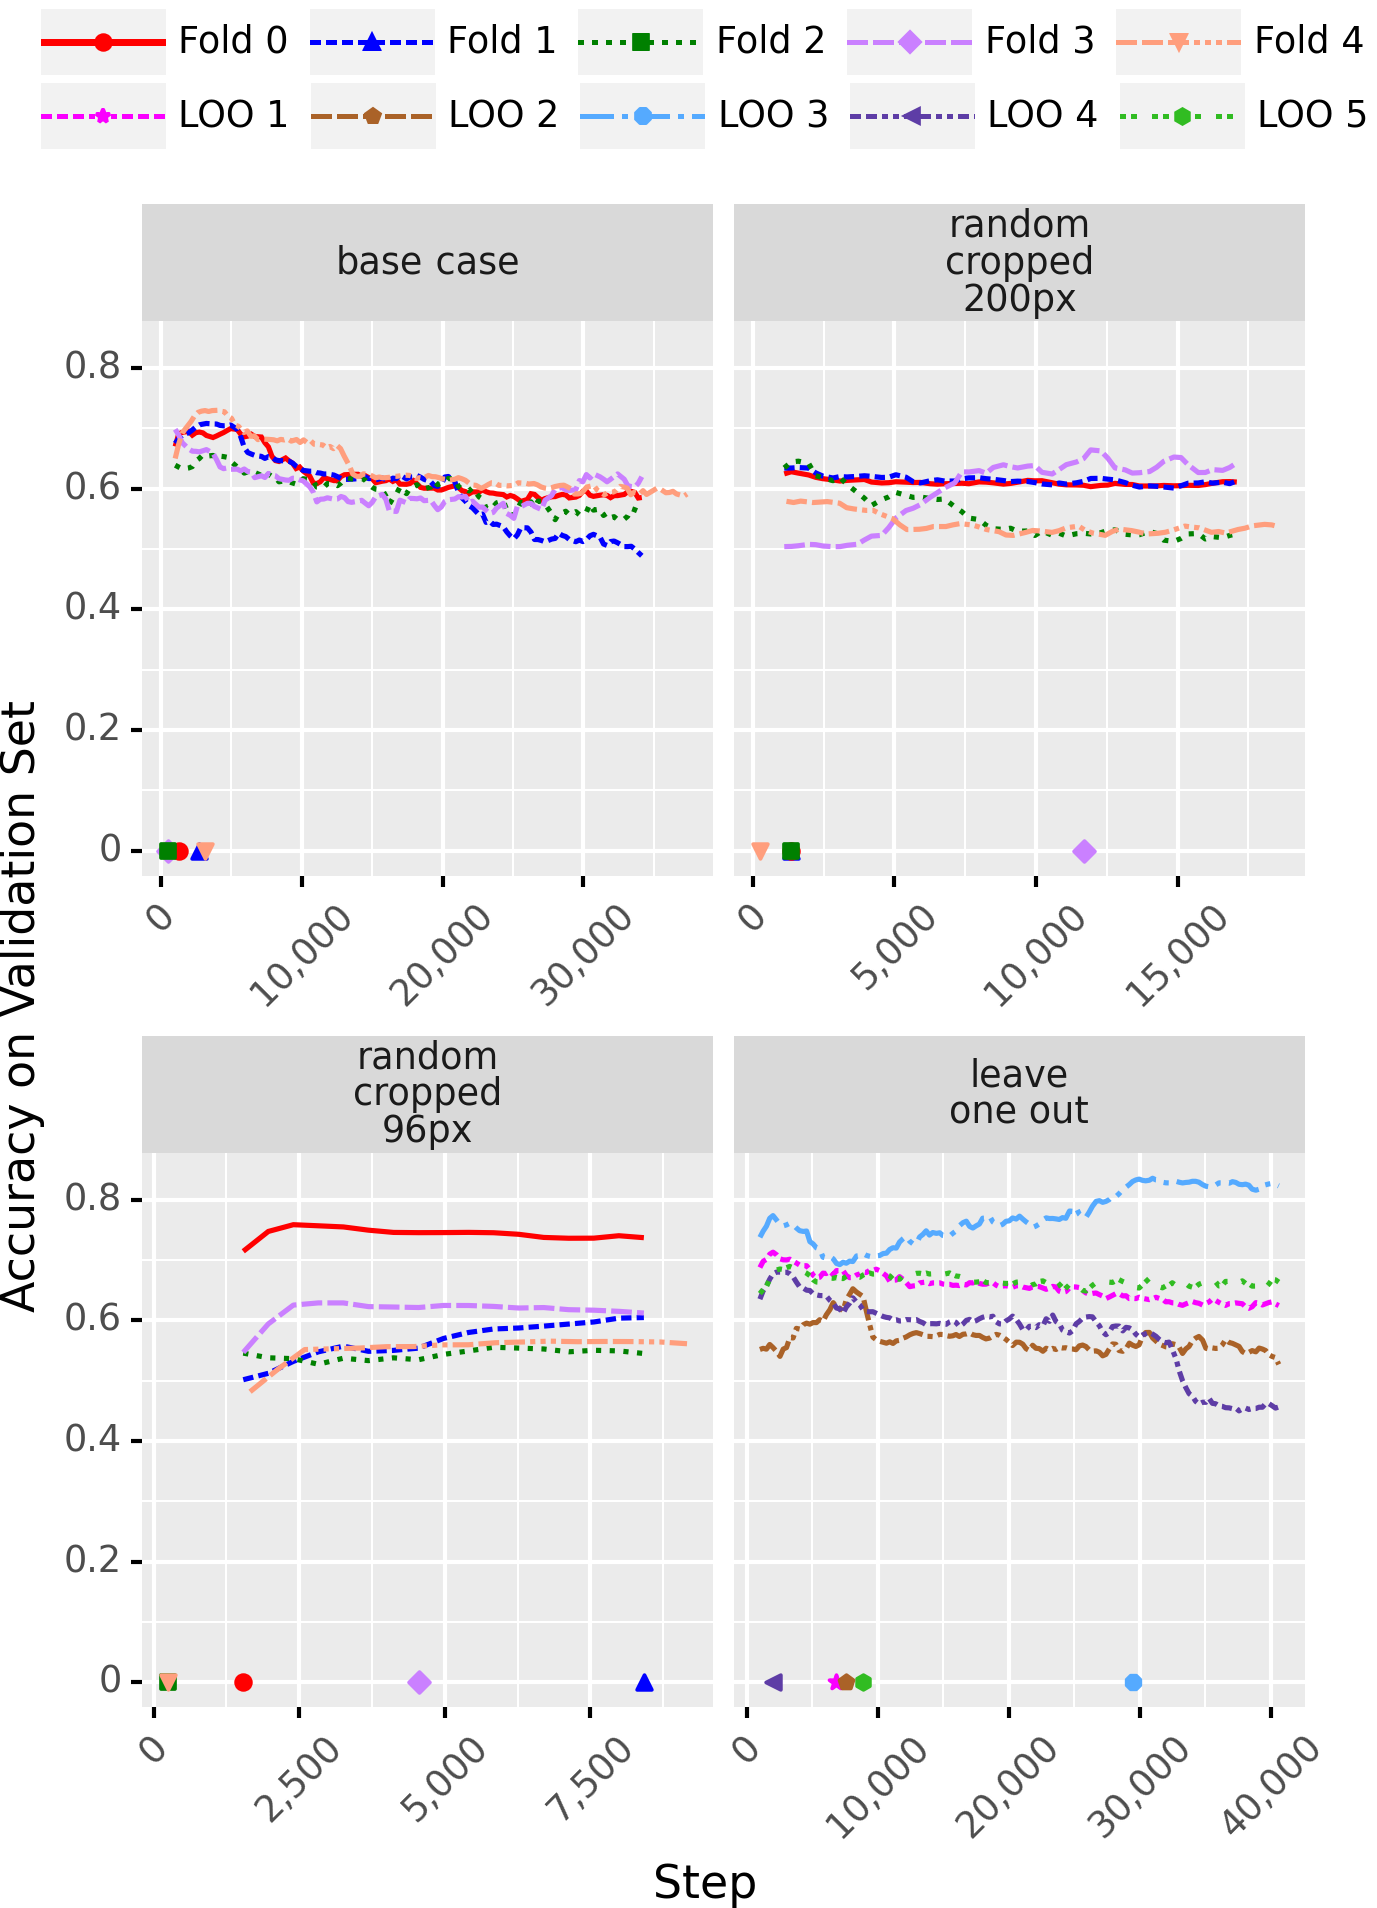 Fold 0 Fold 1 Fold 2 Fold 3 Fold 4
LOO 1 LOO 2 LOO 3 LOO 4 LOO 5
base case
random
cropped
200px
0.8
0.6
0.4
0.2
0
0 10,000 20,000 30,000
0 5,000 10,000 15,000
Accuracy on Validation Set
random
cropped
96px
leave
one out
0.8
0.6
0.4
0.2
0
0 2,500 5,000 7,500
0 10,000 20,000 30,000 40,000
Step